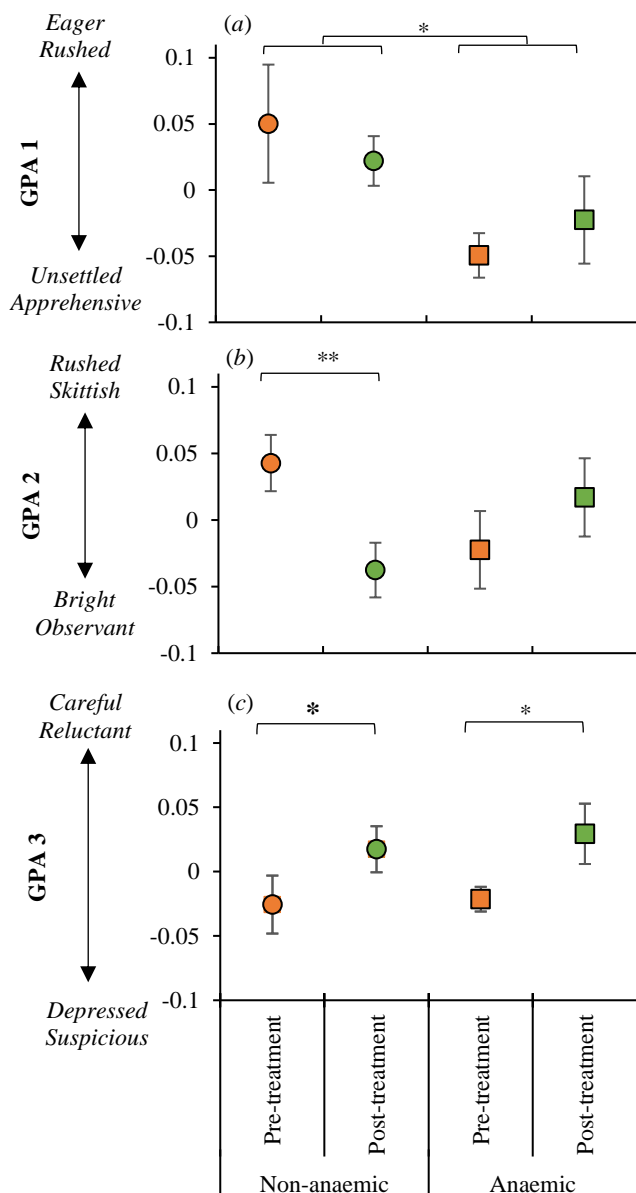 Eager
Rushed
GPA 1
Unsettled
Apprehensive
(a)
*
0.1
0.05
0
-0.05
-0.1
Rushed
Skittish
GPA 2
Bright
Observant
(b)
**
0.1
0.05
0
-0.05
-0.1
Careful
Reluctant
GPA 3
Depressed
Suspicious
(c)
*
*
0.1
0.05
0
-0.05
-0.1
Pre-treatment
Post-treatment
Pre-treatment
Post-treatment
Non-anaemic
Anaemic